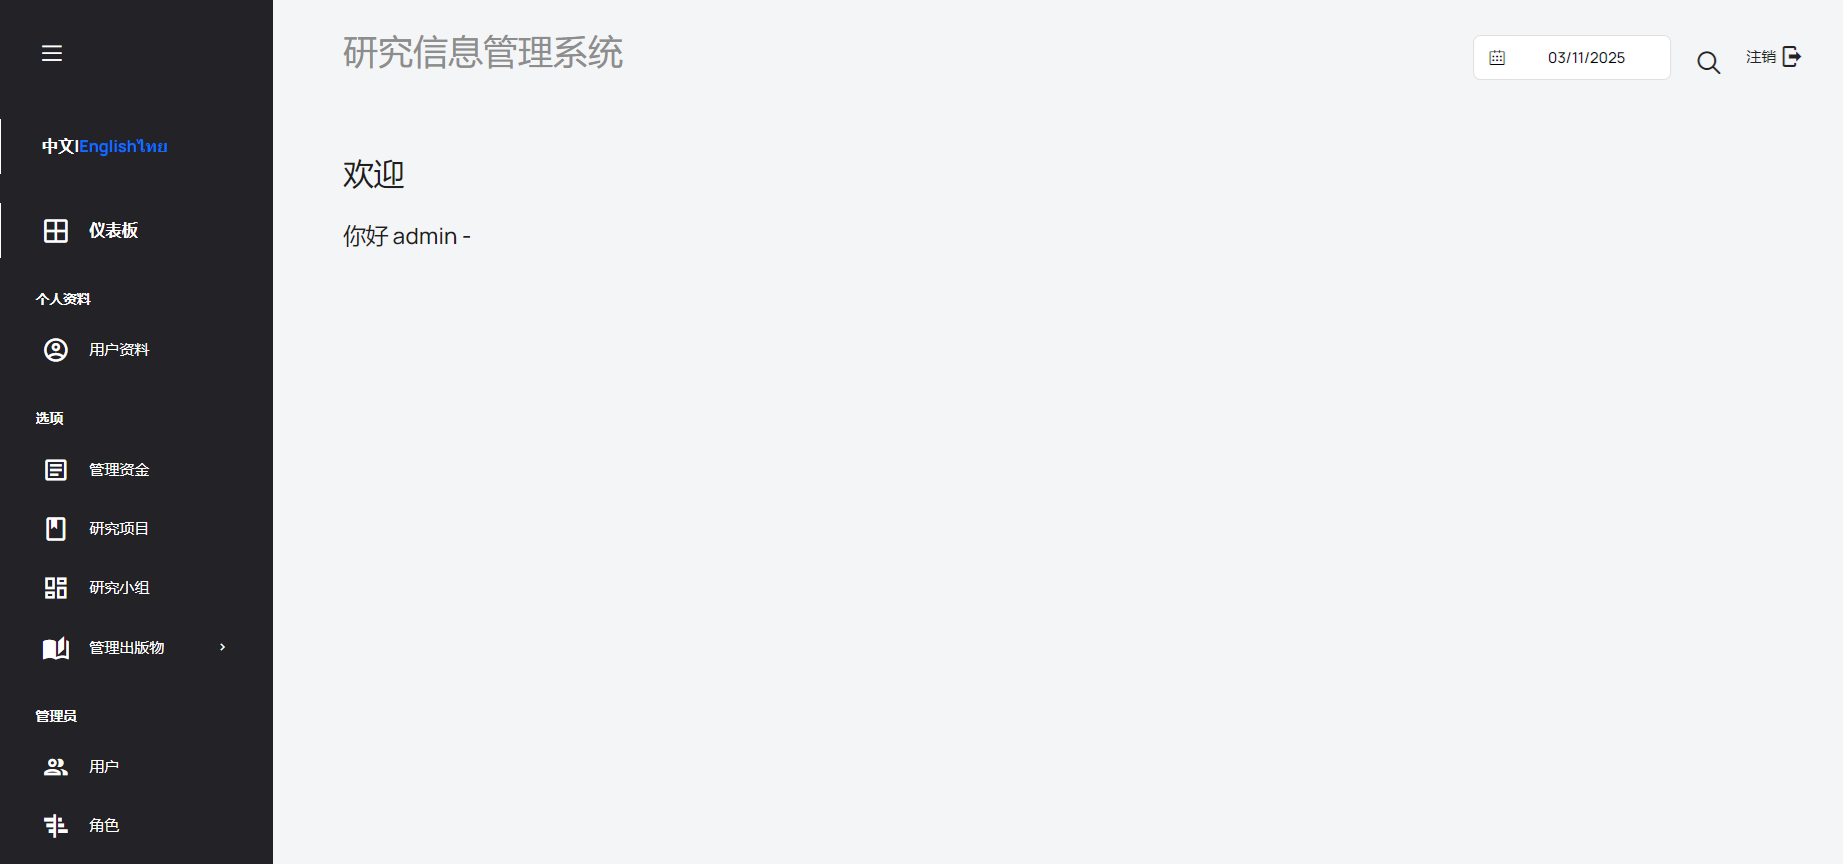 研究信息管理系统
03/11/2025
注销
中文|Englishไทย
欢迎
仪表板
你好 admin -
个人资料
用户资料
选项
管理资金
研究项目
研究小组
管理出版物
管理员
用户
角色